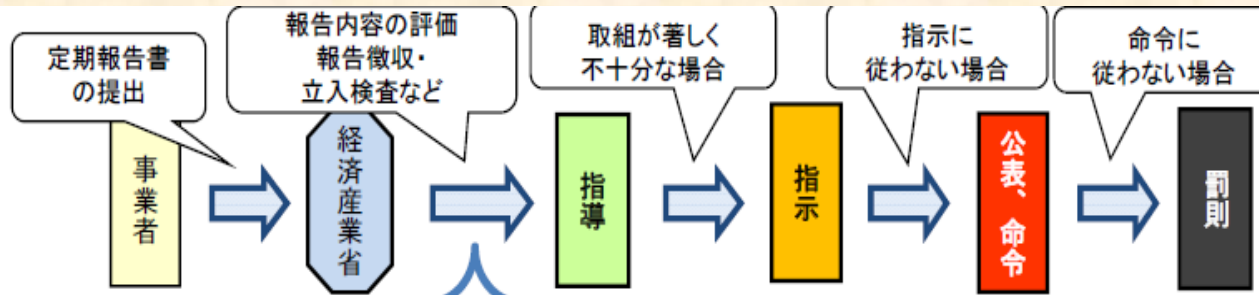 定期報告書
の提出
報告内容の評価
報告徴収・
立入検査など
取組が著しく
不十分な場合
指示に
従わない場合
命令に
従わない場合
事業者
経済産業省
指導
指示
公表、命令
罰則